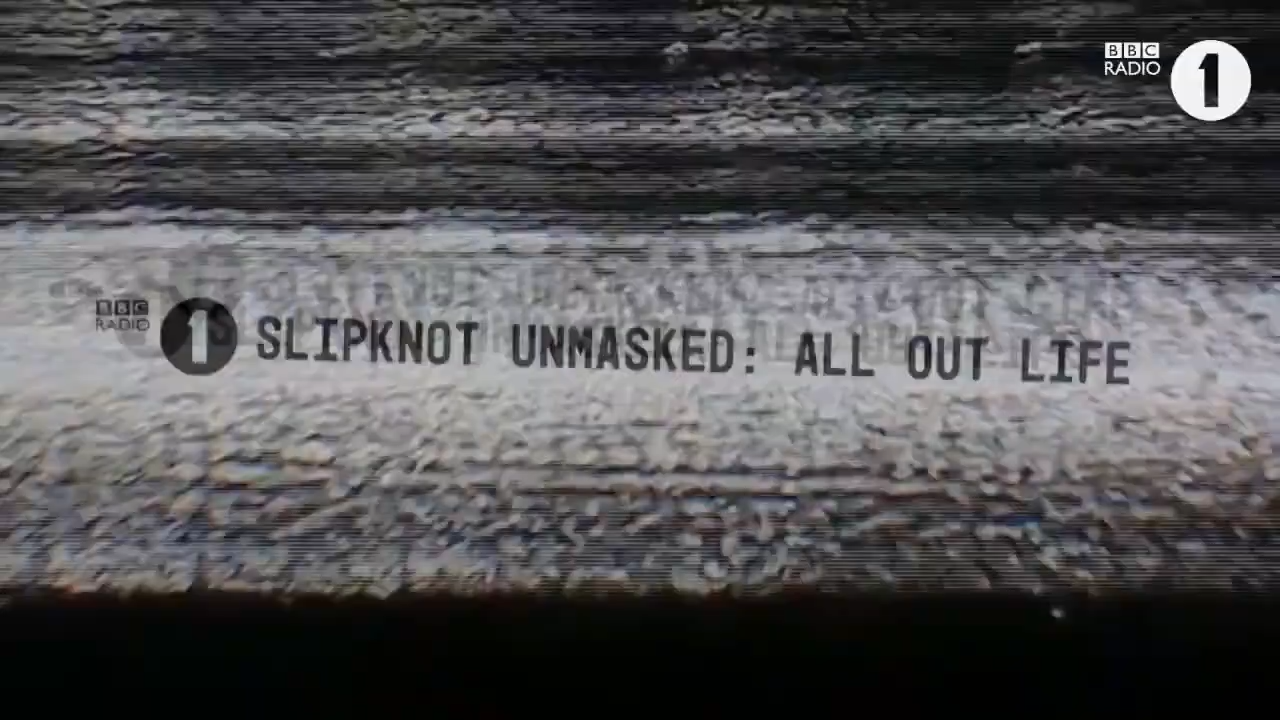 BBC
RADIO
1
BBC
RADIO
1 SLIPKNOT UNMASKED: ALL OUT LIFE